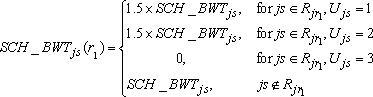 1.5×SCH_BWT_js, for js∈R_jr₁, U_js =1
1.5×SCH_BWT_js, for js∈R_jr₁, U_js = 2
SCH_BWT_js(r₁) = {
0, for js∈R_jr₁, U_js = 3
SCH_BWT_js, js∉R_jr₁